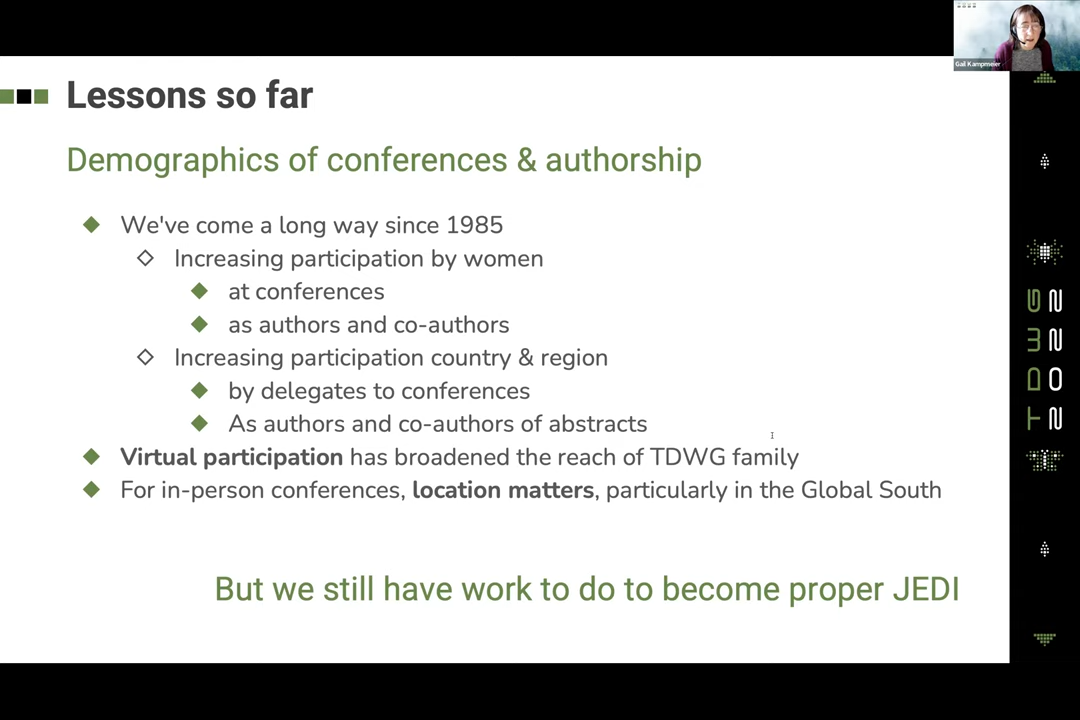 Gail Kampmeier
Lessons so far
Demographics of conferences & authorship
We've come a long way since 1985
Increasing participation by women
at conferences
as authors and co-authors
Increasing participation country & region
by delegates to conferences
As authors and co-authors of abstracts
Virtual participation has broadened the reach of TDWG family
For in-person conferences, location matters, particularly in the Global South
But we still have work to do to become proper JEDI
TDWG
2022